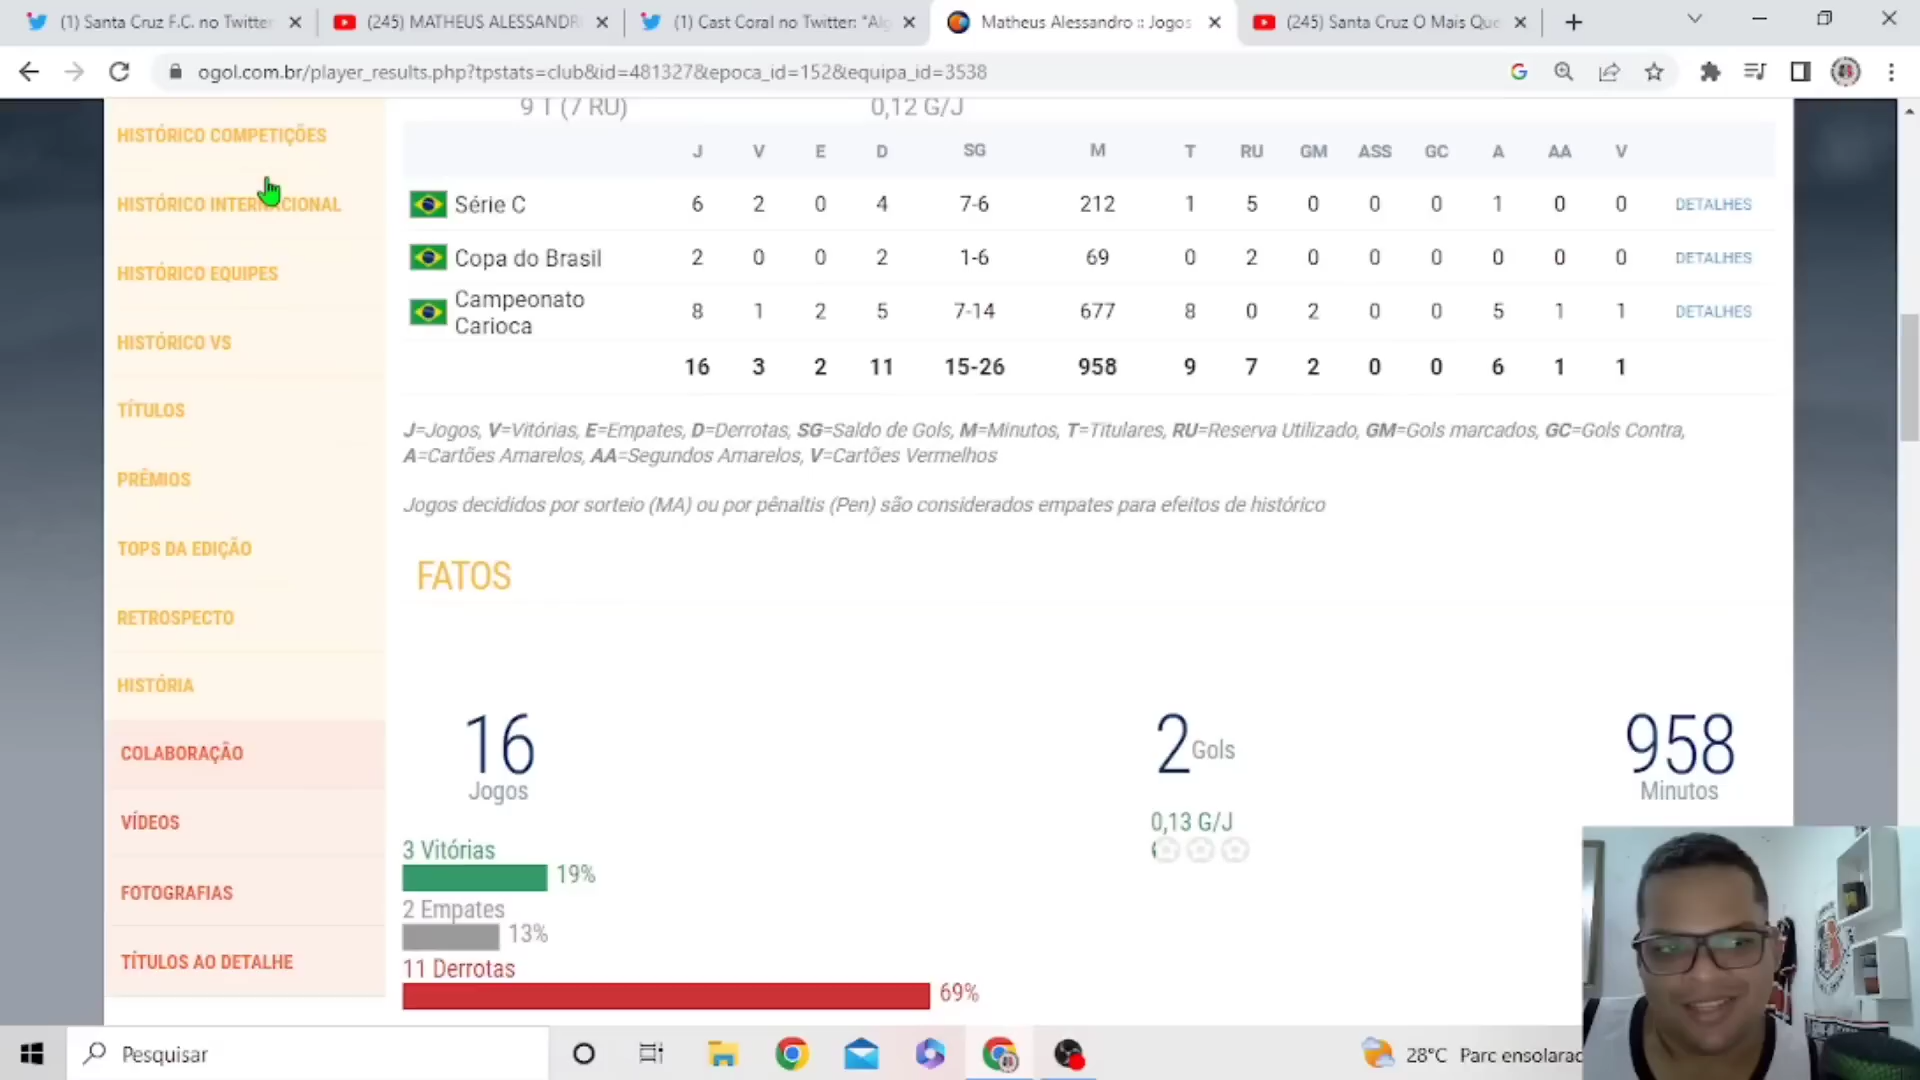 (1) Santa Cruz F.C. no Twitter
(245) MATHEUS ALESSANDR
(1) Cast Coral no Twitter: "Alg
Matheus Alessandro :: Jogos
(245) Santa Cruz O Mais Que
ogol.com.br/player_results.php?tpstats=club&id=481327&epoca_id=152&equipa_id=3538
9 T (7 RU) 0,12 G/J
HISTÓRICO COMPETIÇÕES
HISTÓRICO INTERNACIONAL
HISTÓRICO EQUIPES
HISTÓRICO VS
TÍTULOS
PRÊMIOS
TOPS DA EDIÇÃO
RETROSPECTO
HISTÓRIA
COLABORAÇÃO
VÍDEOS
FOTOGRAFIAS
TÍTULOS AO DETALHE
J V E D SG M T RU GM ASS GC A AA V
Série C 6 2 0 4 7-6 212 1 5 0 0 0 1 0 0 DETALHES
Copa do Brasil 2 0 0 2 1-6 69 0 2 0 0 0 0 0 0 DETALHES
Campeonato
Carioca 8 1 2 5 7-14 677 8 0 2 0 0 5 1 1 DETALHES
16 3 2 11 15-26 958 9 7 2 0 0 6 1 1
J=Jogos, V=Vitórias, E=Empates, D=Derrotas, SG=Saldo de Gols, M=Minutos, T=Titulares, RU=Reserva Utilizado, GM=Gols marcados, GC=Gols Contra,
A=Cartões Amarelos, AA=Segundos Amarelos, V=Cartões Vermelhos
Jogos decididos por sorteio (MA) ou por pênaltis (Pen) são considerados empates para efeitos de histórico
FATOS
16
Jogos
2 Gols
0,13 G/J
958
Minutos
3 Vitórias
19%
2 Empates
13%
11 Derrotas
69%
Pesquisar
28°C Parc ensolarad